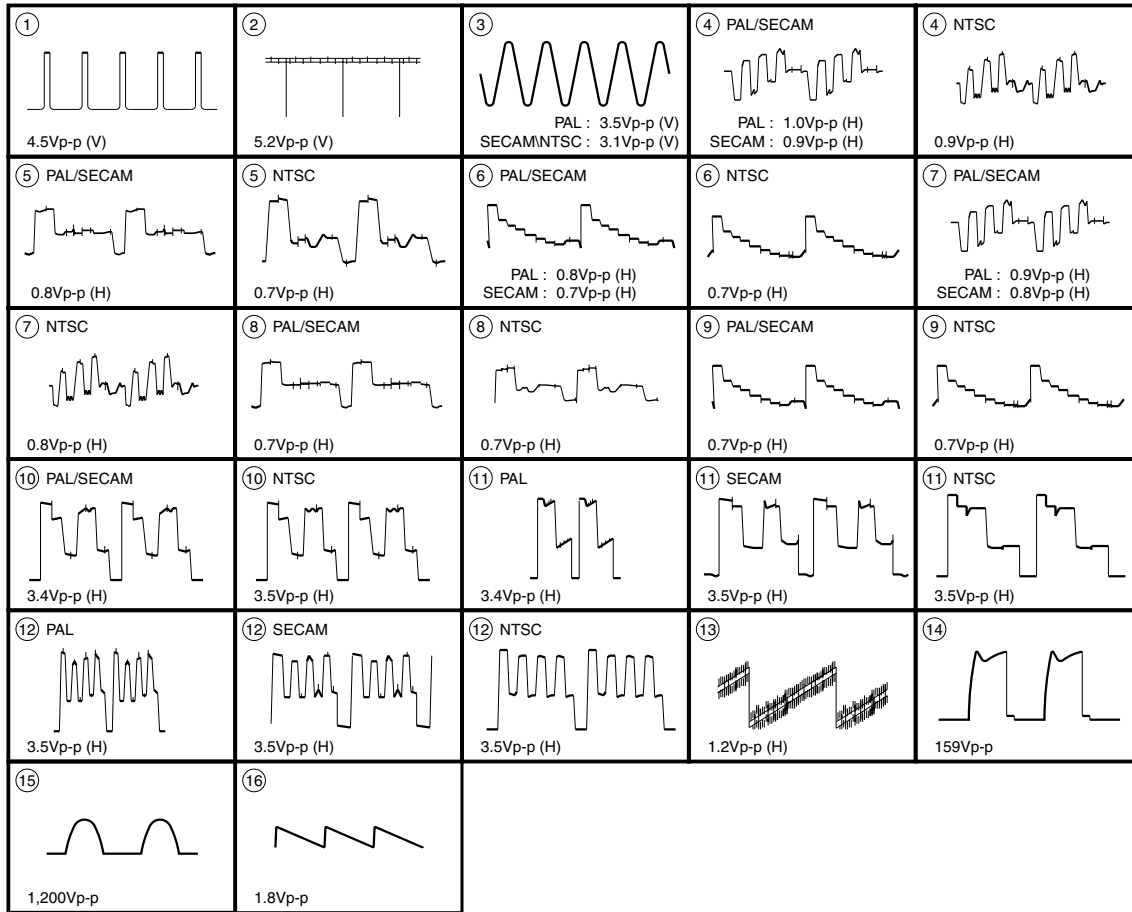 ① 
4.5Vp-p (V)
② 
5.2Vp-p (V)
③ 
PAL : 3.5Vp-p (V)
SECAM\NTSC : 3.1Vp-p (V)
④ PAL/SECAM
PAL : 1.0Vp-p (H)
SECAM : 0.9Vp-p (H)
④ NTSC
0.9Vp-p (H)
⑤ PAL/SECAM
0.8Vp-p (H)
⑤ NTSC
0.7Vp-p (H)
⑥ PAL/SECAM
PAL : 0.8Vp-p (H)
SECAM : 0.7Vp-p (H)
⑥ NTSC
0.7Vp-p (H)
⑦ PAL/SECAM
PAL : 0.9Vp-p (H)
SECAM : 0.8Vp-p (H)
⑦ NTSC
0.8Vp-p (H)
⑧ PAL/SECAM
0.7Vp-p (H)
⑧ NTSC
0.7Vp-p (H)
⑨ PAL/SECAM
0.7Vp-p (H)
⑨ NTSC
0.7Vp-p (H)
⑩ PAL/SECAM
3.4Vp-p (H)
⑩ NTSC
3.5Vp-p (H)
⑪ PAL
3.4Vp-p (H)
⑪ SECAM
3.5Vp-p (H)
⑪ NTSC
3.5Vp-p (H)
⑫ PAL
3.5Vp-p (H)
⑫ SECAM
3.5Vp-p (H)
⑫ NTSC
3.5Vp-p (H)
⑬
1.2Vp-p (H)
⑭
159Vp-p
⑮
1,200Vp-p
⑯
1.8Vp-p